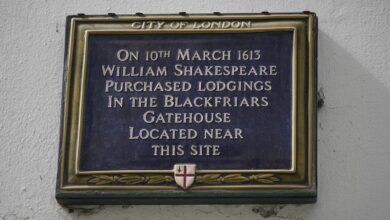 CITY OF LONDON
ON 10TH MARCH 1613
WILLIAM SHAKESPEARE
PURCHASED LODGINGS
IN THE BLACKFRIARS
GATEHOUSE
LOCATED NEAR
THIS SITE